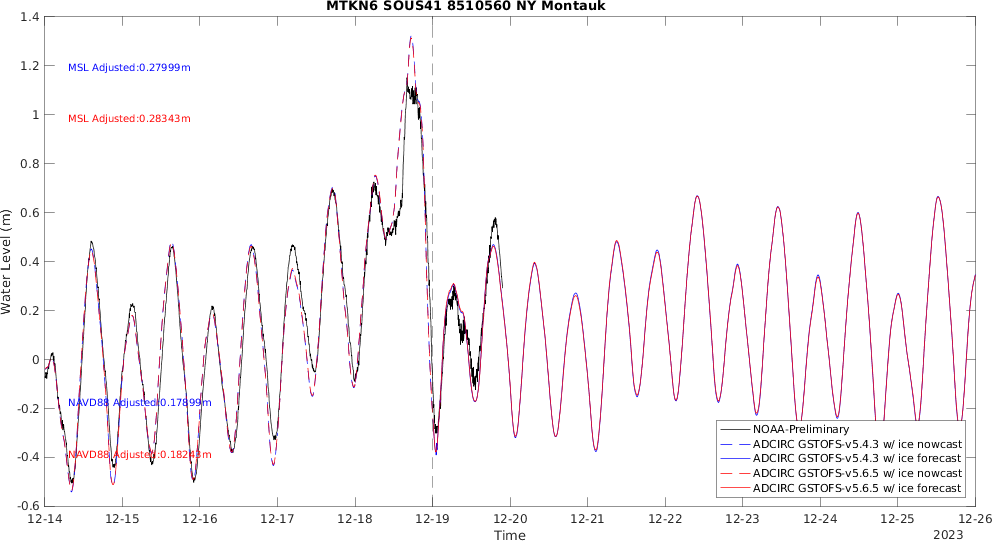 MTKN6 SOUS41 8510560 NY Montauk
1.4
1.2
1
0.8
0.6
0.4
0.2
0
-0.2
-0.4
-0.6
Water Level (m)
MSL Adjusted:0.27999m
MSL Adjusted:0.28343m
NAVD88 Adjusted:0.17899m
NAVD88 Adjusted:0.18243m
NOAA-Preliminary
ADCIRC GSTOFS-v5.4.3 w/ ice nowcast
ADCIRC GSTOFS-v5.4.3 w/ ice forecast
ADCIRC GSTOFS-v5.6.5 w/ ice nowcast
ADCIRC GSTOFS-v5.6.5 w/ ice forecast
12-14 12-15 12-16 12-17 12-18 12-19 12-20 12-21 12-22 12-23 12-24 12-25 12-26
Time
2023